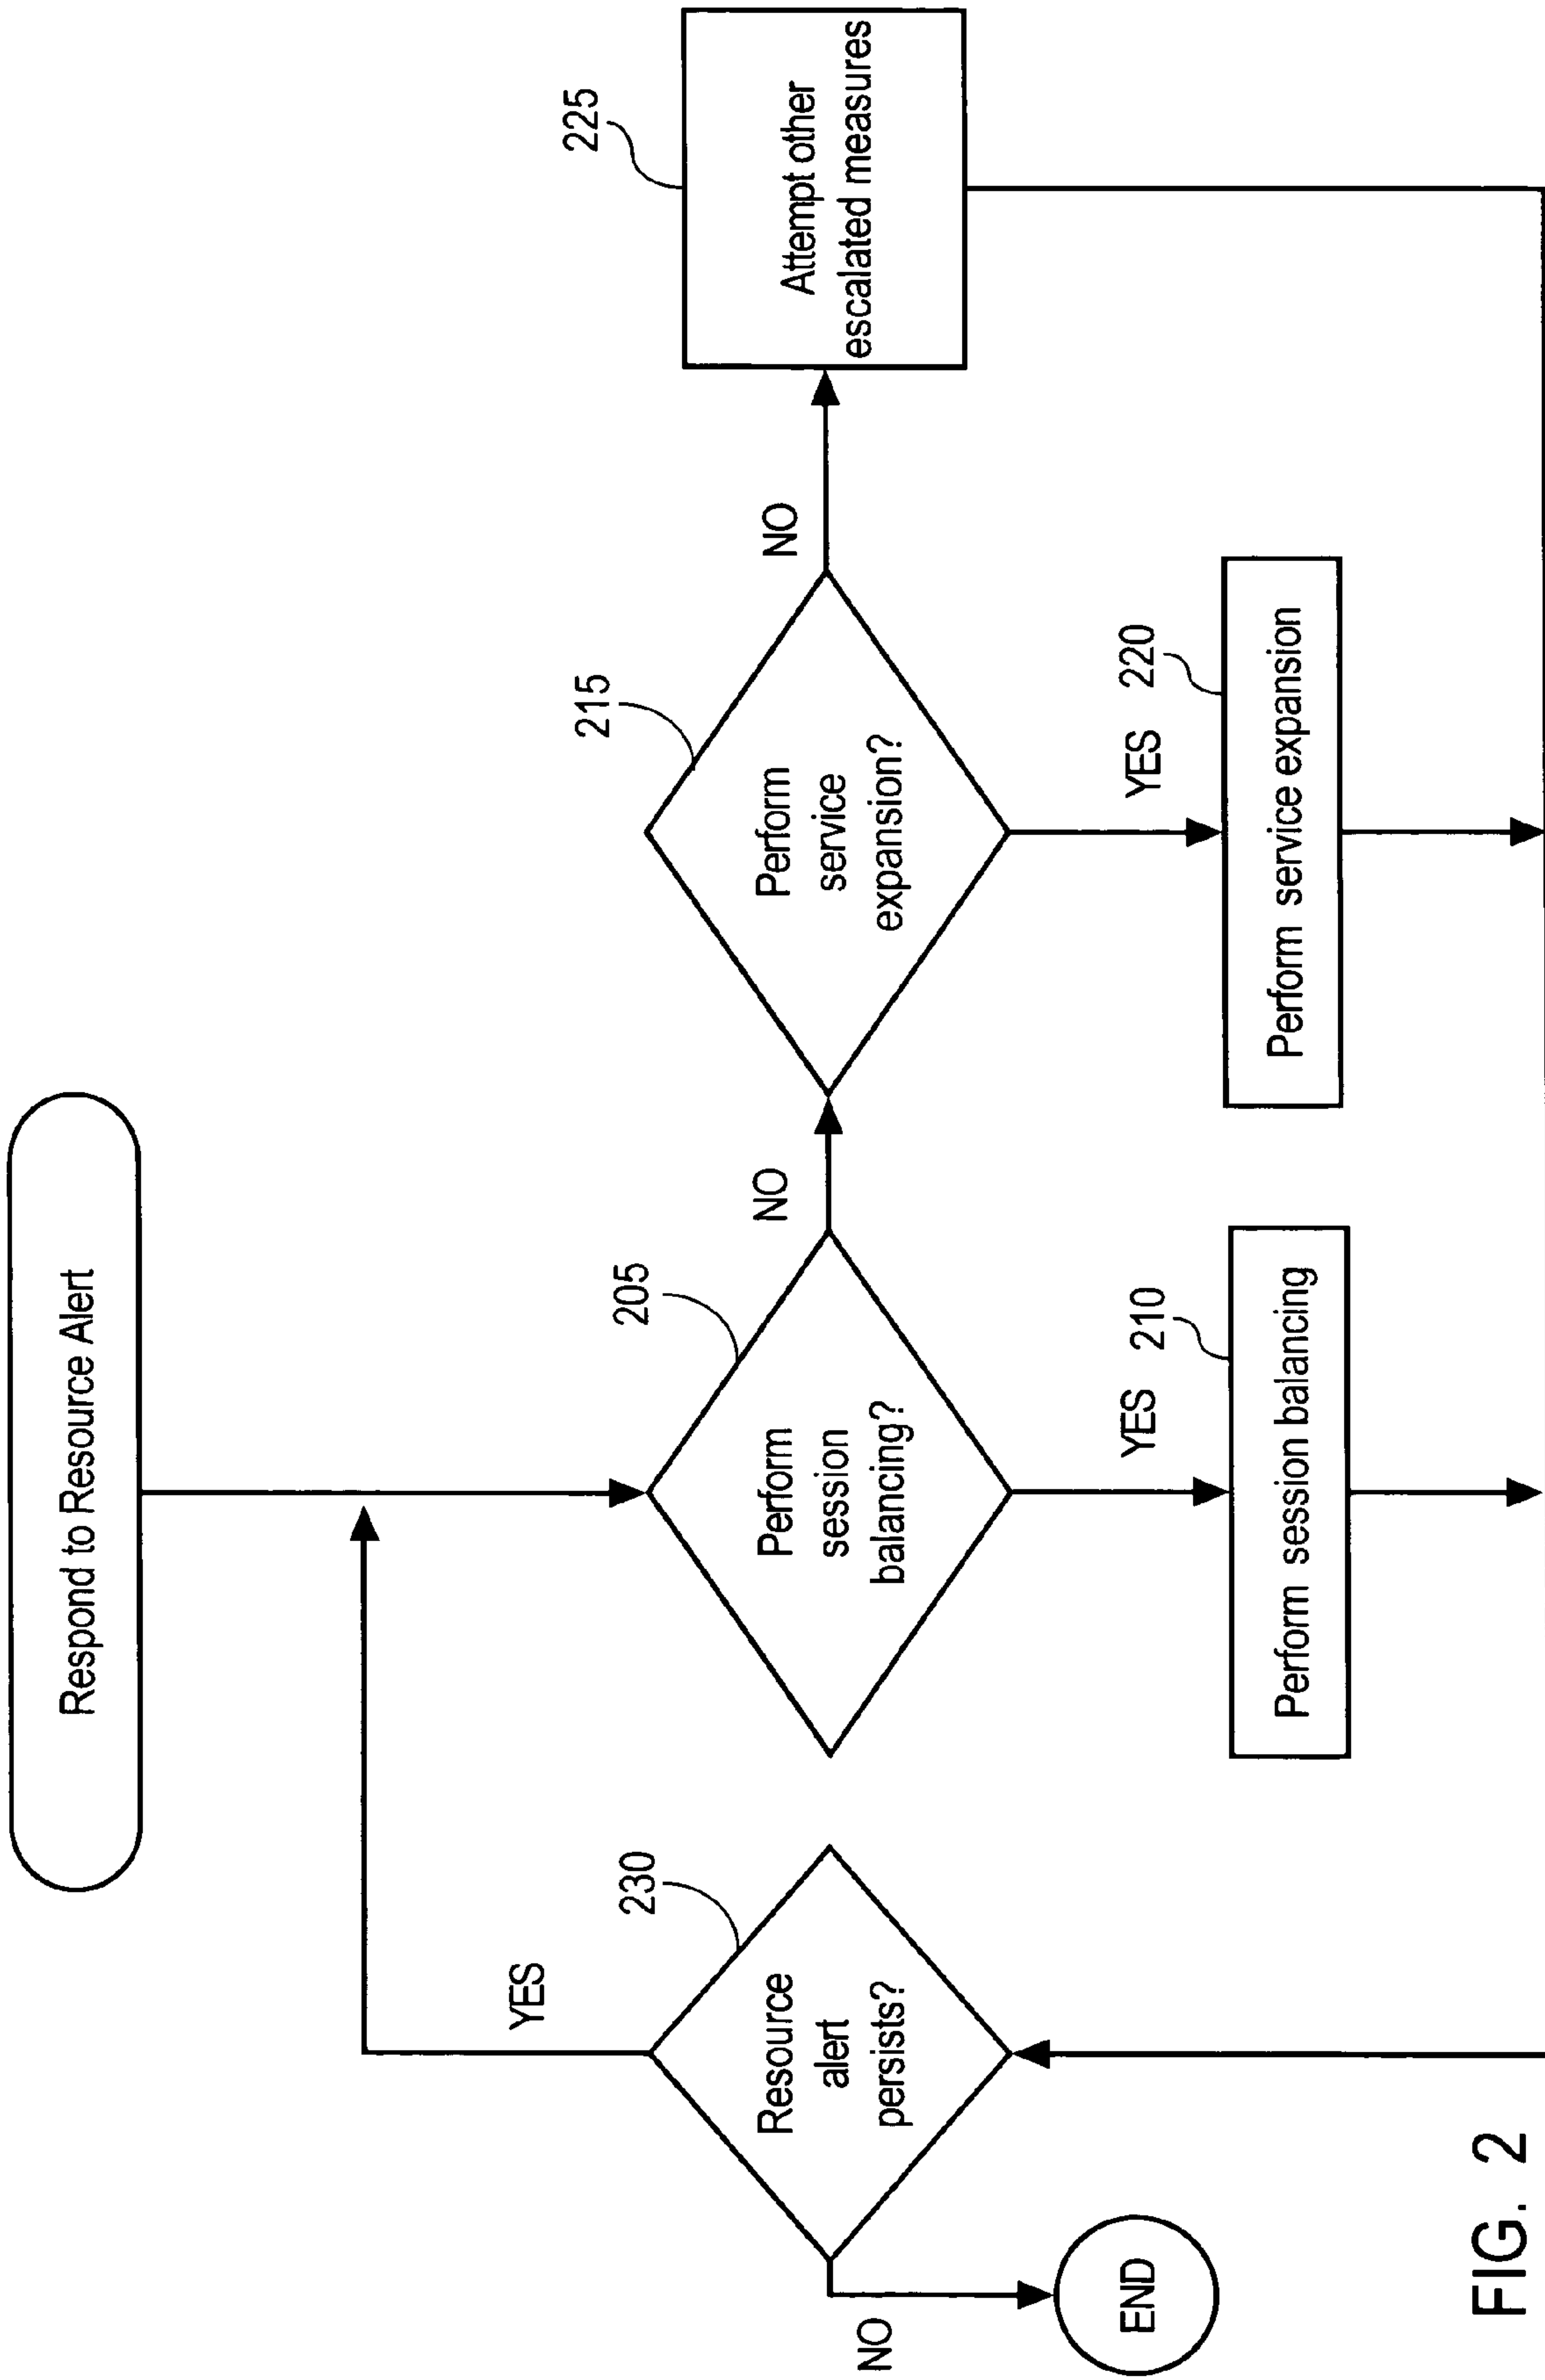 Respond to Resource Alert
YES
230
Resource
alert
persists?
NO
END
205
Perform
session
balancing?
NO
YES
210
Perform session balancing
215
Perform
service
expansion?
NO
YES
220
Perform service expansion
225
Attempt other
escalated measures
FIG. 2